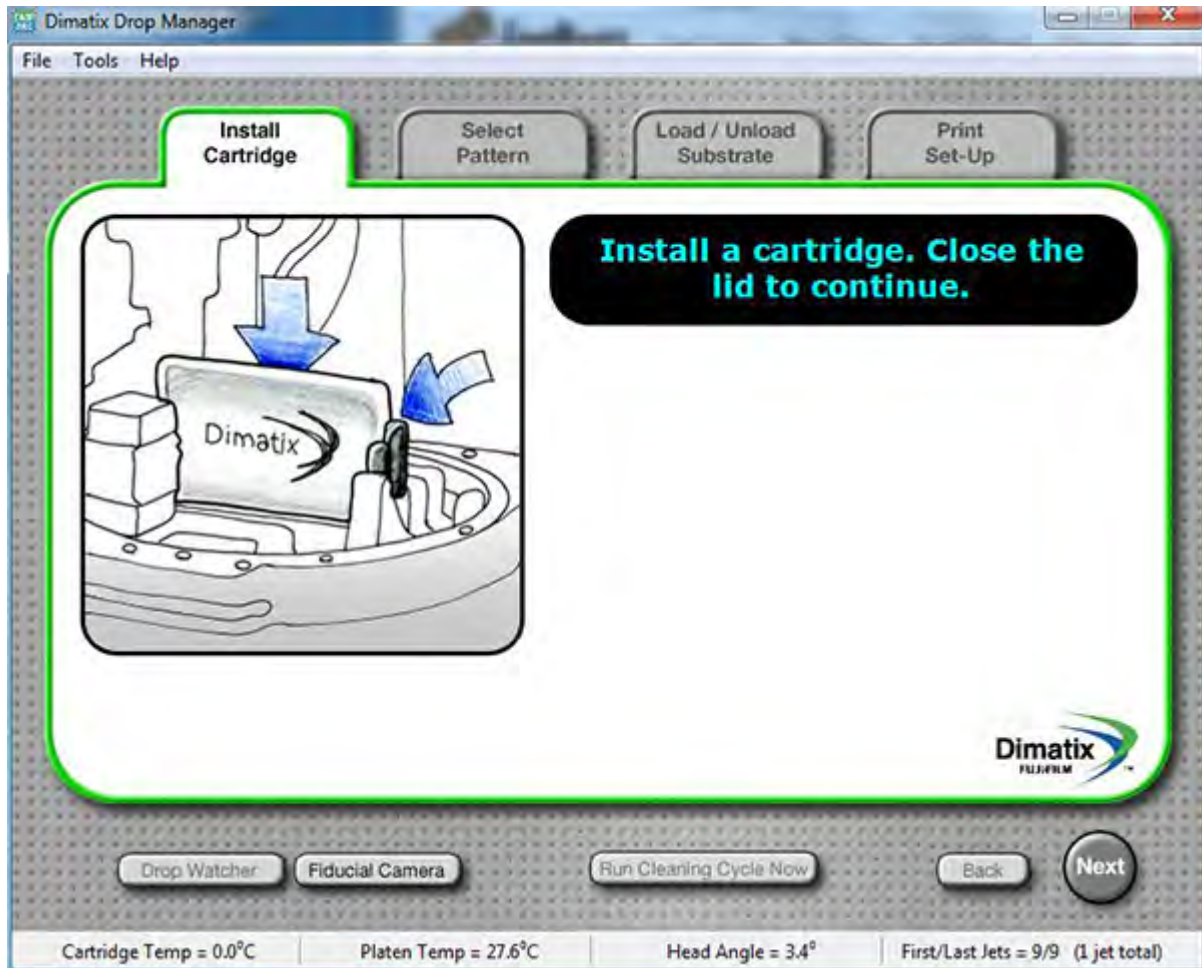 Dimatix Drop Manager
File Tools Help
Install
Cartridge
Select
Pattern
Load / Unload
Substrate
Print
Set-Up
Install a cartridge. Close the
lid to continue.
Dimatix
Dimatix
FUJIFILM
™
Drop Watcher
Fiducial Camera
Run Cleaning Cycle Now
Back
Next
Cartridge Temp = 0.0°C
Platen Temp = 27.6°C
Head Angle = 3.4°
First/Last Jets = 9/9 (1 jet total)